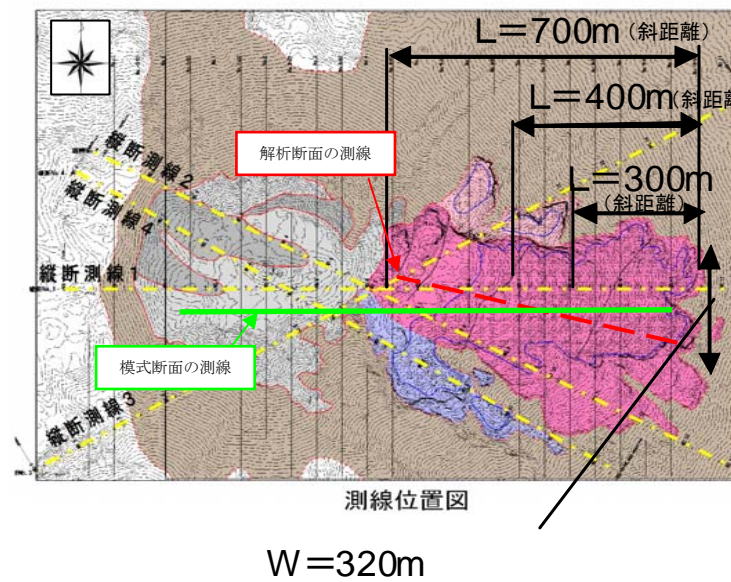 L=700m(斜距離)
L=400m(斜距離
解析断面の測線
L=300m
(斜距離)
縦断測線2
縦断測線4
縦断測線1
模式断面の測線
縦断測線3
測線位置図
W=320m